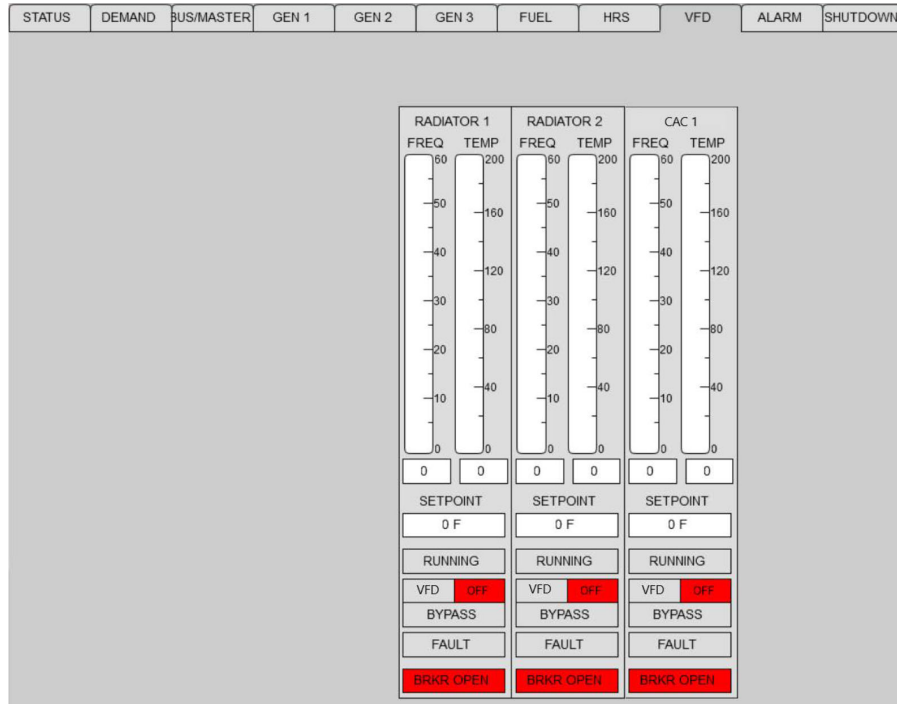 STATUS DEMAND BUS/MASTER GEN 1 GEN 2 GEN 3 FUEL HRS VFD ALARM SHUTDOWN
RADIATOR 1 RADIATOR 2 CAC 1
FREQ TEMP FREQ TEMP FREQ TEMP
60 200 60 200 60 200
50 160 50 160 50 160
40 120 40 120 40 120
30 80 30 80 30 80
20 40 20 40 20 40
10 10 10
0 0 0 0 0 0
0 0 0 0 0 0
SETPOINT SETPOINT SETPOINT
0 F 0 F 0 F
RUNNING RUNNING RUNNING
VFD OFF VFD OFF VFD OFF
BYPASS BYPASS BYPASS
FAULT FAULT FAULT
BRKR OPEN BRKR OPEN BRKR OPEN